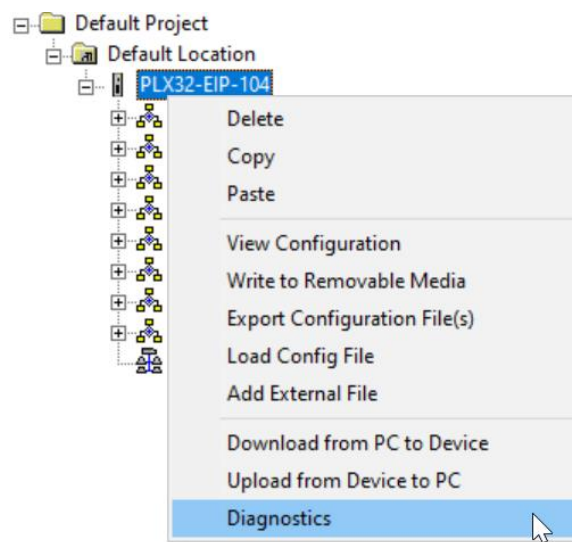 Default Project
Default Location
PLX32-EIP-104
Delete
Copy
Paste
View Configuration
Write to Removable Media
Export Configuration File(s)
Load Config File
Add External File
Download from PC to Device
Upload from Device to PC
Diagnostics